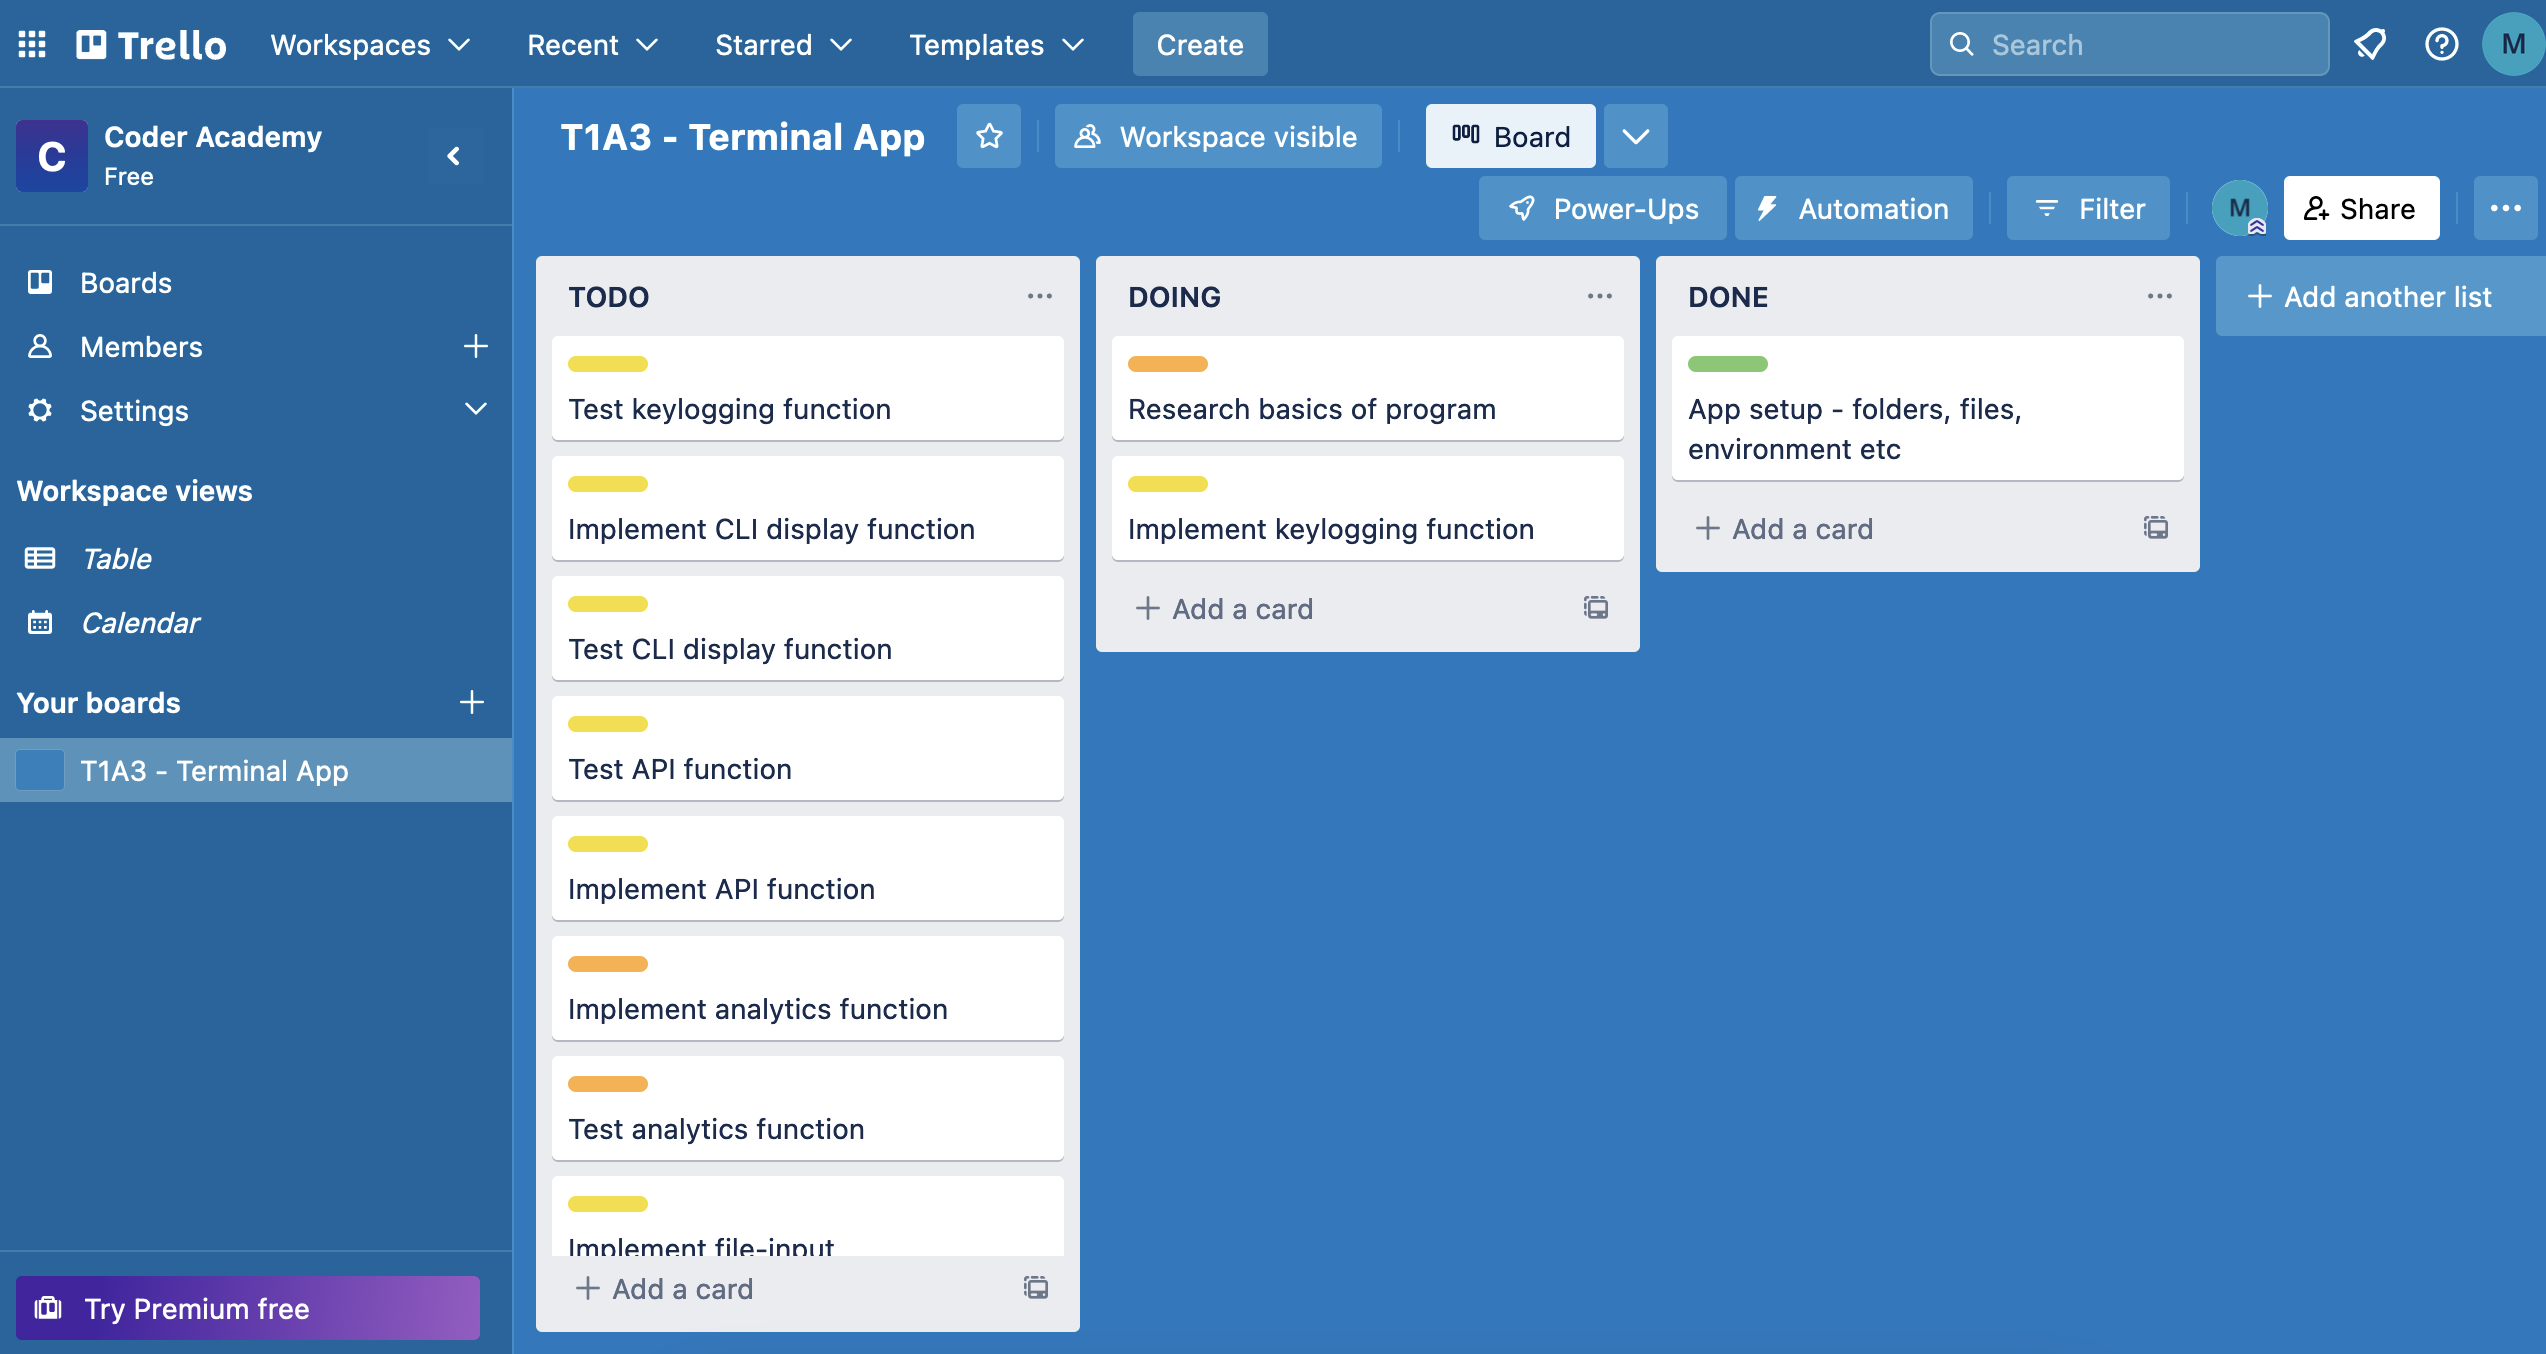 Trello
Workspaces
Recent
Starred
Templates
Create
Search
M
C
Coder Academy
Free
Boards
Members
Settings
Workspace views
Table
Calendar
Your boards
T1A3 - Terminal App
Try Premium free
T1A3 - Terminal App
Workspace visible
Board
Power-Ups
Automation
Filter
M
Share
TODO
Test keylogging function
Implement CLI display function
Test CLI display function
Test API function
Implement API function
Implement analytics function
Test analytics function
Implement file-input
Add a card
DOING
Research basics of program
Implement keylogging function
Add a card
DONE
App setup - folders, files,
environment etc
Add a card
Add another list